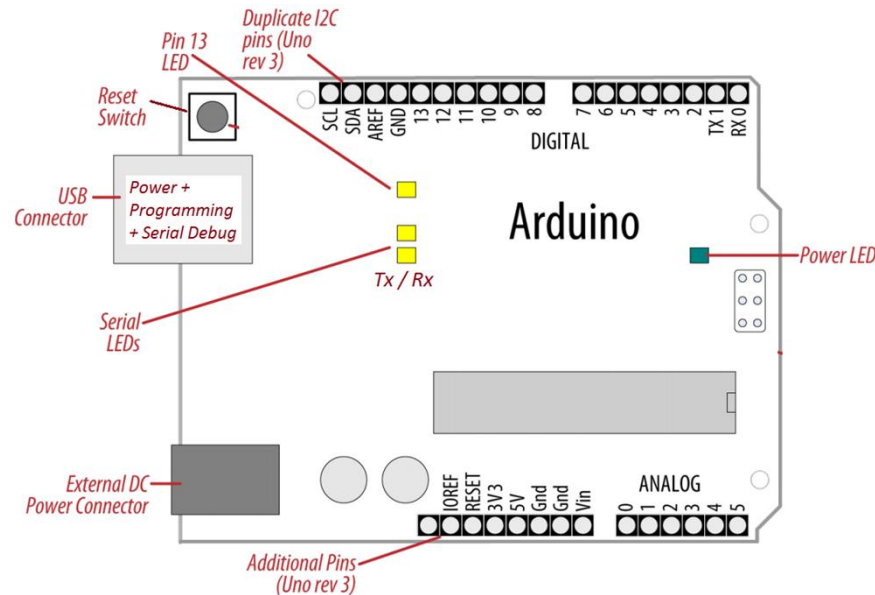 Duplicate I2C
pins (Uno
rev 3)
Pin 13
LED
Reset
Switch
SCL
SDA
AREF
GND
13
12
11
10
9
8
7
6
5
4
3
2
TX 1
RX 0
DIGITAL
USB
Connector
Power +
Programming
+ Serial Debug
Arduino
Power LED
Tx / Rx
Serial
LEDs
External DC
Power Connector
IOREF
RESET
3V3
5V
Gnd
Gnd
Vin
ANALOG
0
1
2
3
4
5
Additional Pins
(Uno rev 3)